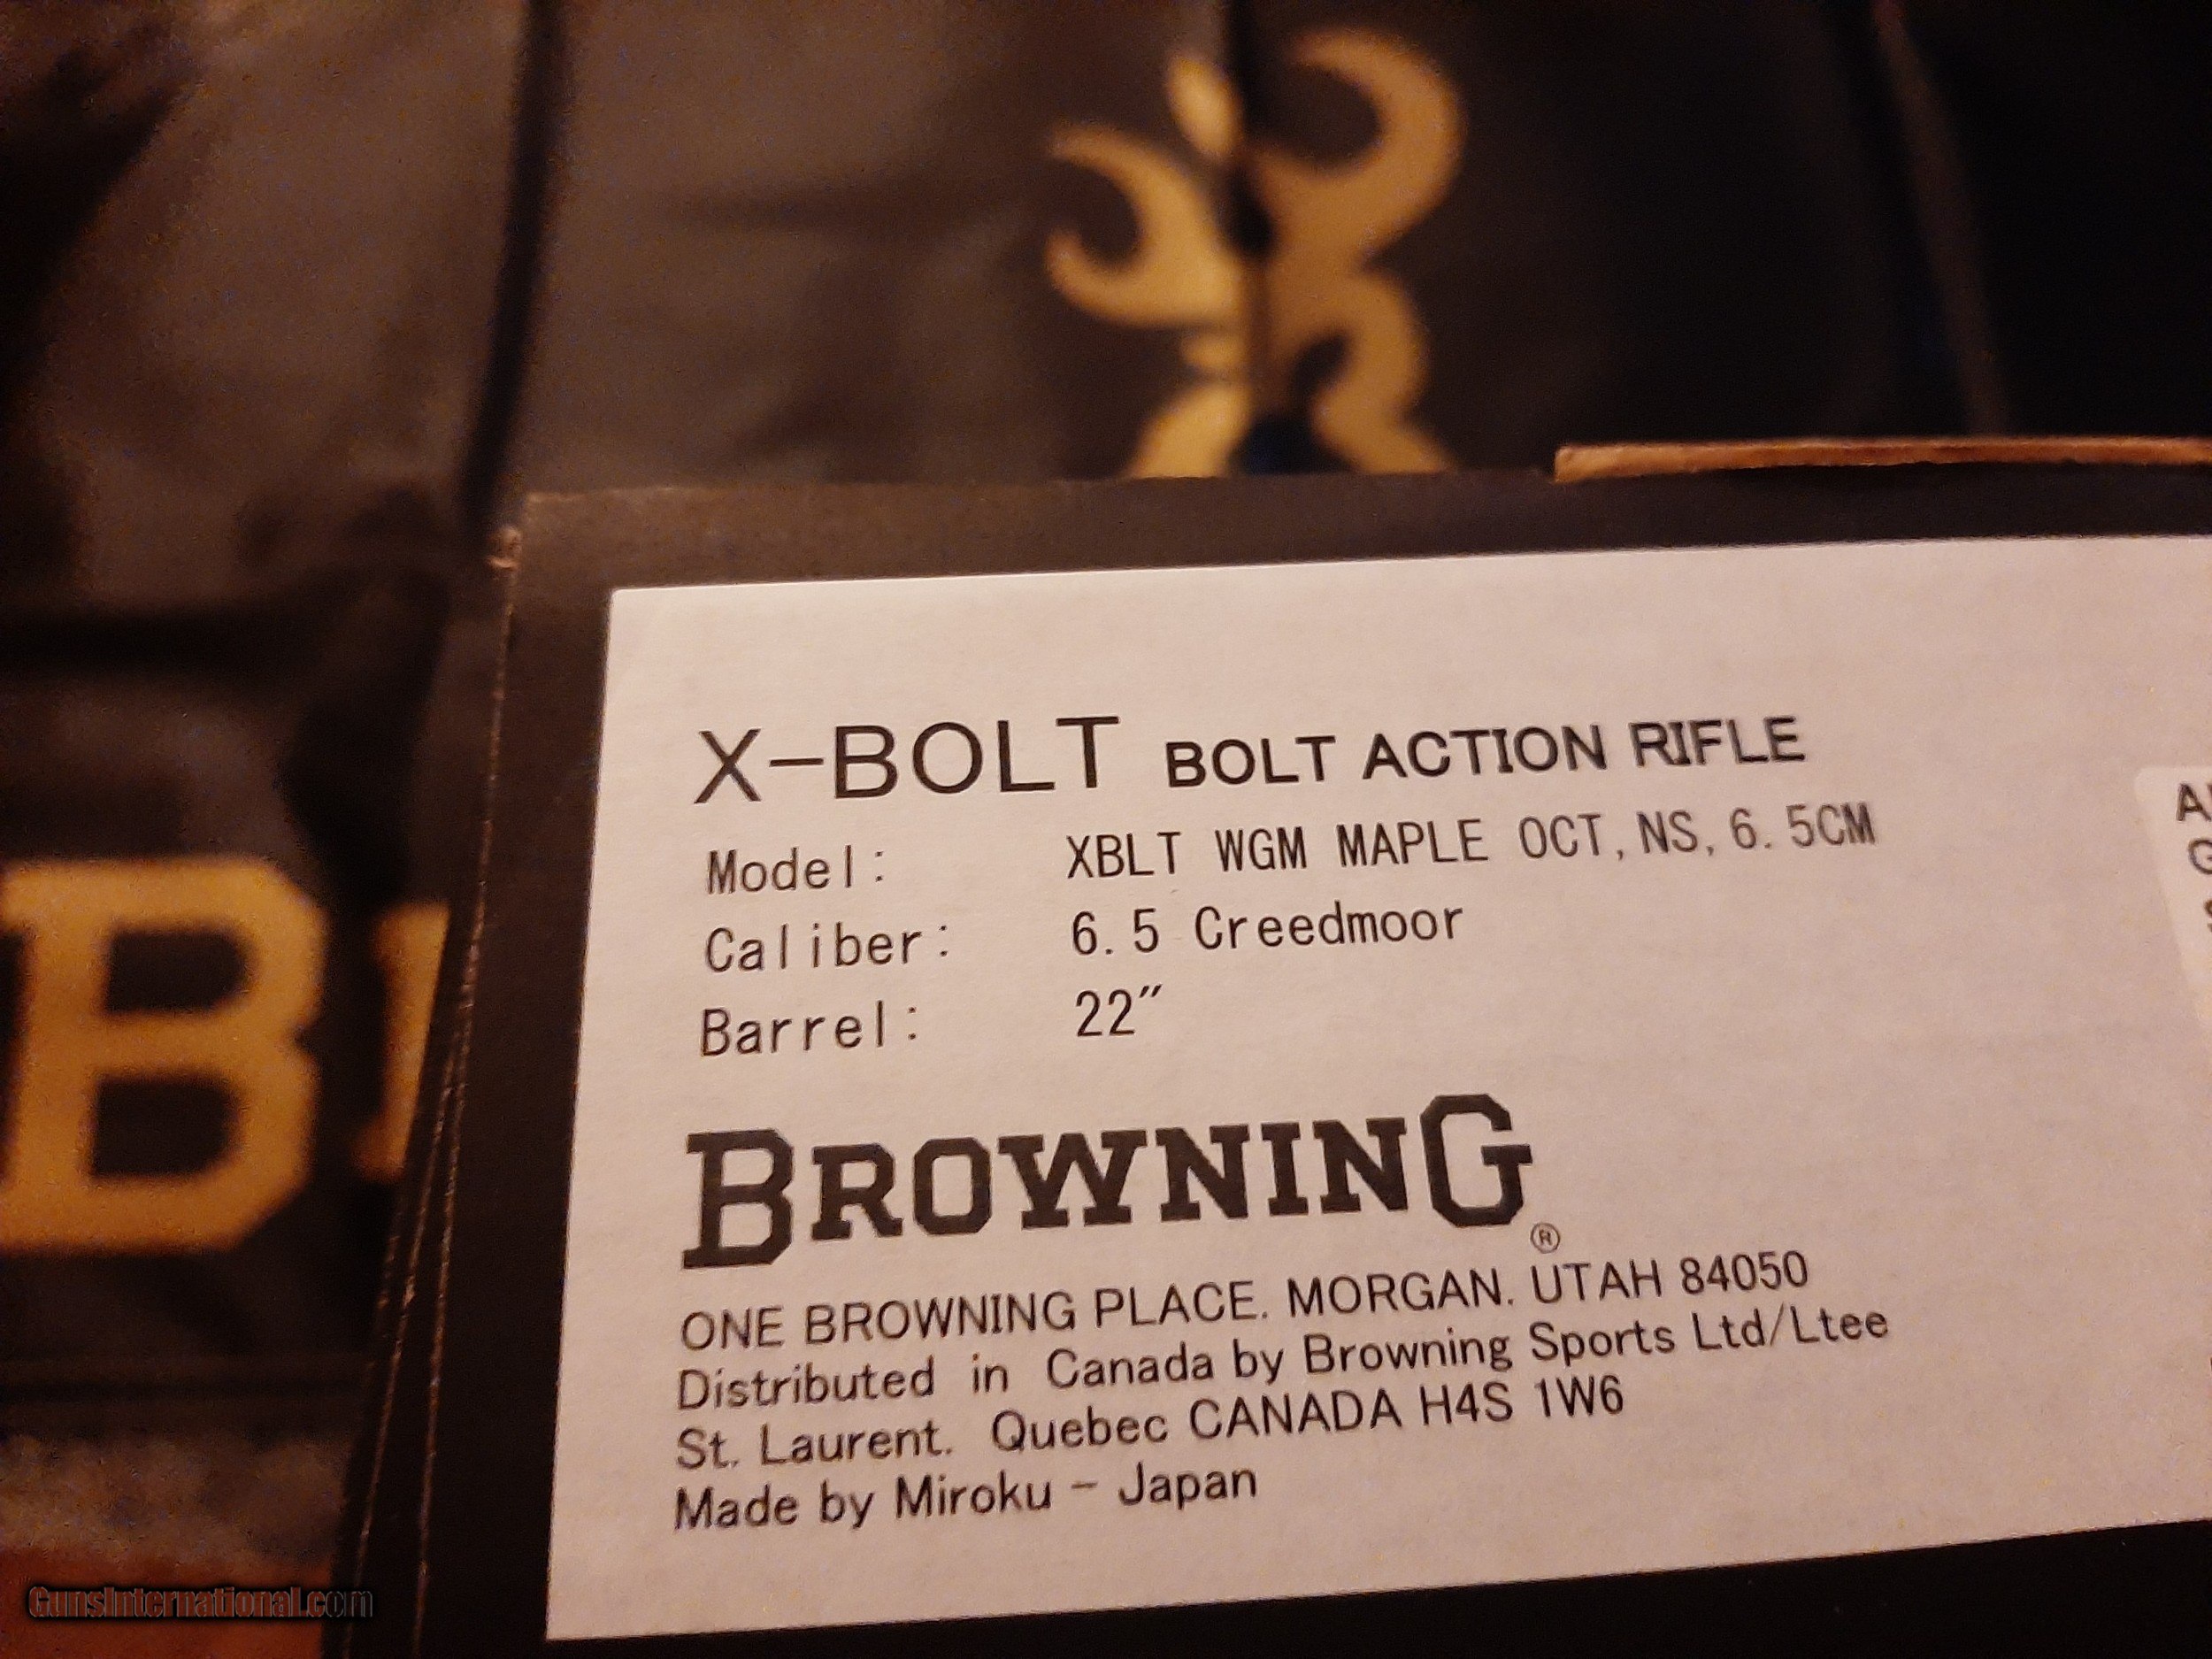 X-BOLT BOLT ACTION RIFLE
Model: XBLT WGM MAPLE OCT, NS, 6.5CM
Caliber: 6.5 Creedmoor
Barrel: 22"
BROWNING®
ONE BROWNING PLACE. MORGAN. UTAH 84050
Distributed in Canada by Browning Sports Ltd/Ltee
St. Laurent. Quebec CANADA H4S 1W6
Made by Miroku - Japan
B
GunsInternational.com